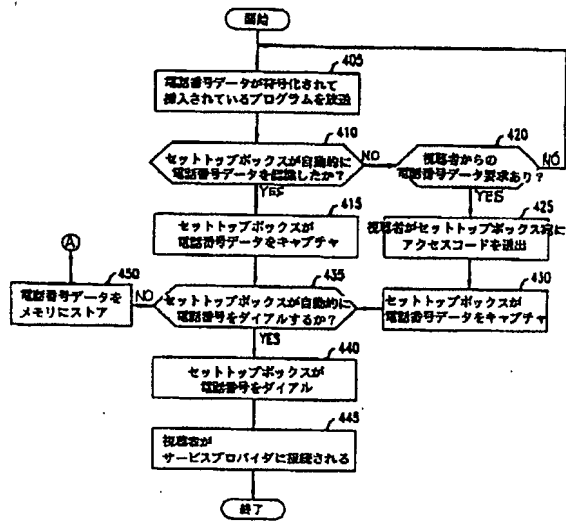 開始
405
電話番号データが符号化されて
挿入されているプログラムを放送
410
セットトップボックスが自動的に
電話番号データを認識したか?
NO
YES
420
視聴者からの
電話番号データ要求あり?
NO
YES
415
セットトップボックスが
電話番号データをキャプチャ
425
視聴者がセットトップボックス宛に
アクセスコードを送出
A
450
電話番号データを
メモリにストア
NO
435
セットトップボックスが自動的に
電話番号をダイアルするか?
YES
430
セットトップボックスが
電話番号データをキャプチャ
440
セットトップボックスが
電話番号をダイアル
445
視聴者が
サービスプロバイダに接続される
終了